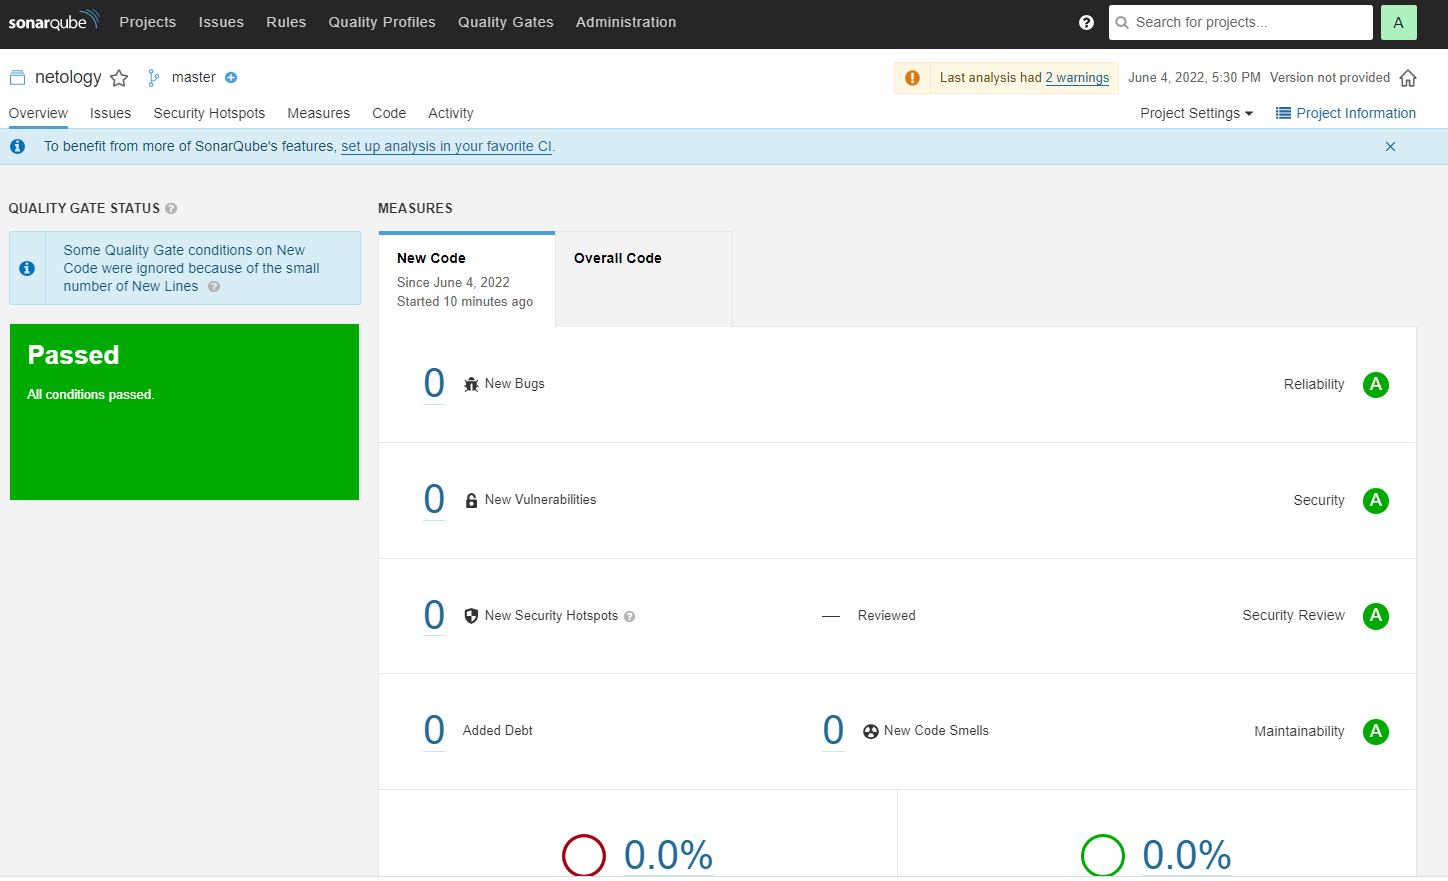 sonarqube Projects Issues Rules Quality Profiles Quality Gates Administration Search for projects... A
netology master Last analysis had 2 warnings June 4, 2022, 5:30 PM Version not provided
Overview Issues Security Hotspots Measures Code Activity Project Settings Project Information
To benefit from more of SonarQube's features, set up analysis in your favorite CI.
QUALITY GATE STATUS
Some Quality Gate conditions on New
Code were ignored because of the small
number of New Lines
Passed
All conditions passed.
MEASURES
New Code
Since June 4, 2022
Started 10 minutes ago
Overall Code
0 New Bugs Reliability A
0 New Vulnerabilities Security A
0 New Security Hotspots — Reviewed Security Review A
0 Added Debt 0 New Code Smells Maintainability A
0.0% 0.0%